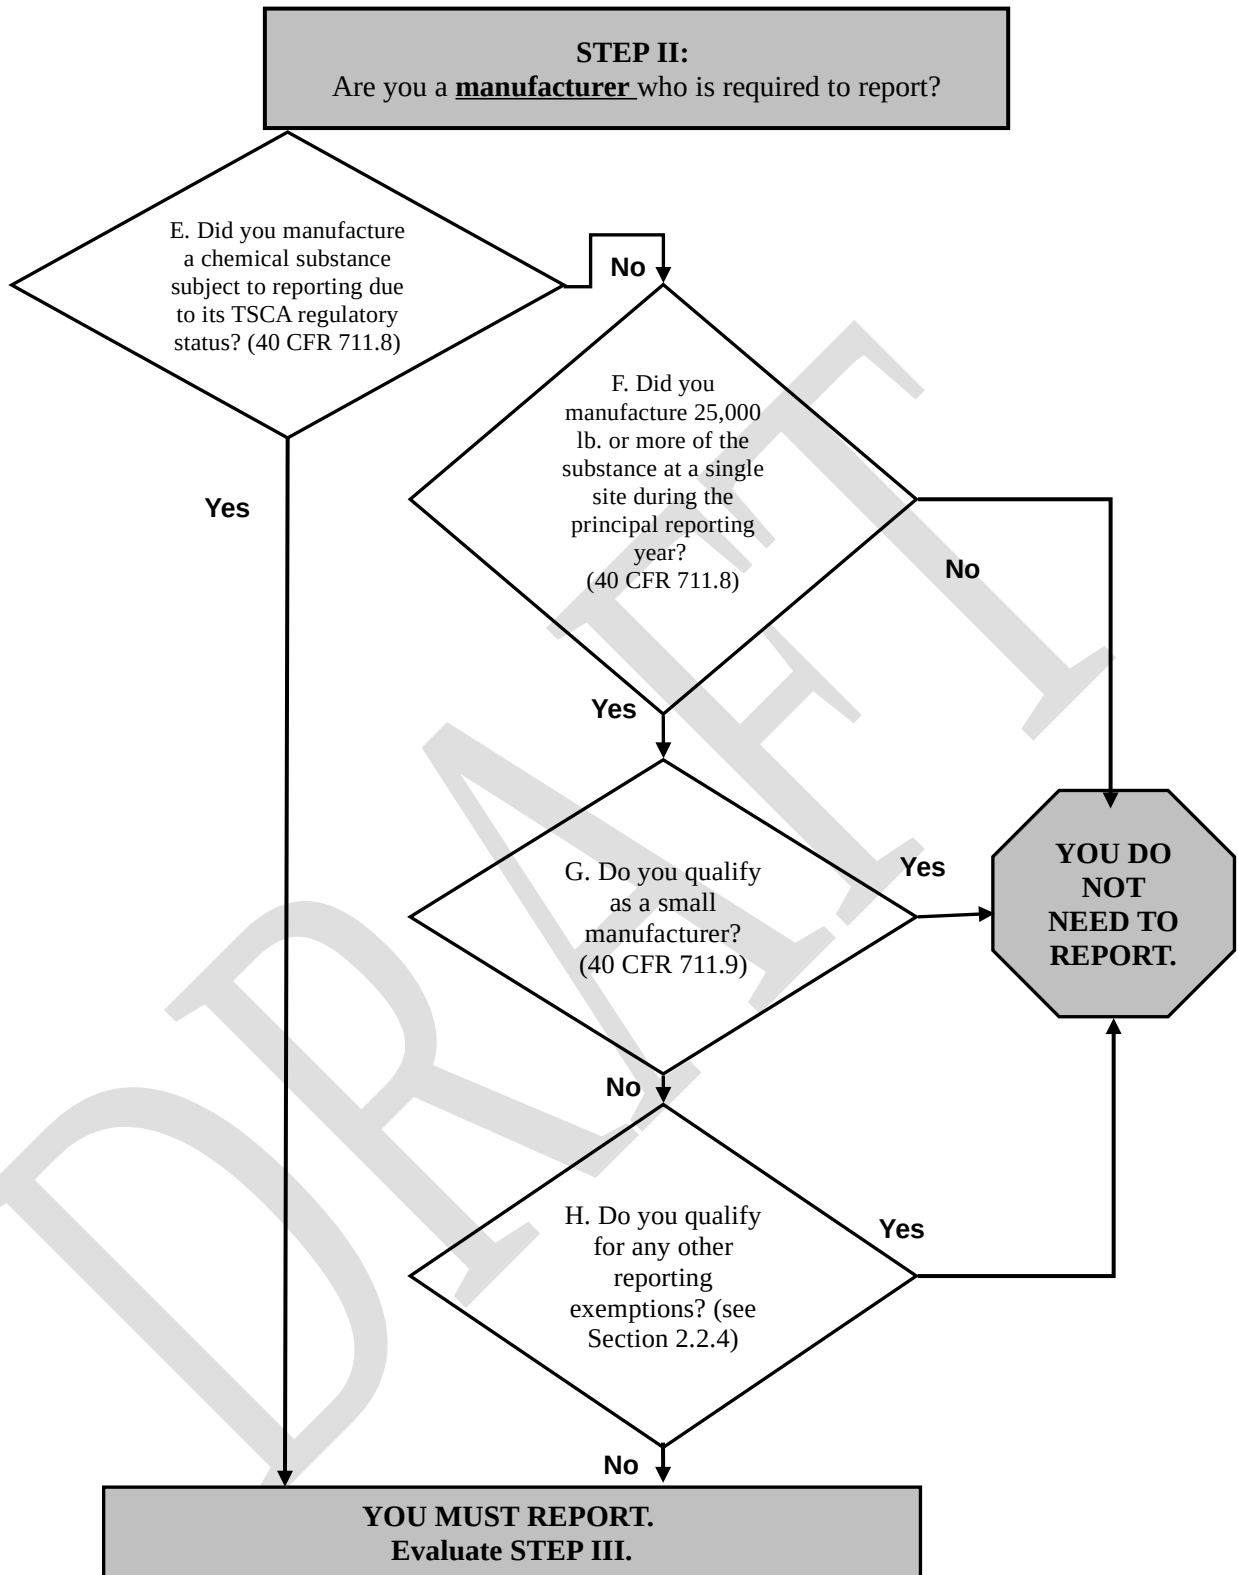 STEP II:
Are you a manufacturer who is required to report?
E. Did you manufacture
a chemical substance
subject to reporting due
to its TSCA regulatory
status? (40 CFR 711.8)
No
F. Did you
manufacture 25,000
lb. or more of the
substance at a single
site during the
principal reporting
year?
(40 CFR 711.8)
Yes
No
Yes
G. Do you qualify
as a small
manufacturer?
(40 CFR 711.9)
Yes
YOU DO
NOT
NEED TO
REPORT.
No
H. Do you qualify
for any other
reporting
exemptions? (see
Section 2.2.4)
Yes
No
YOU MUST REPORT.
Evaluate STEP III.
DRAFT